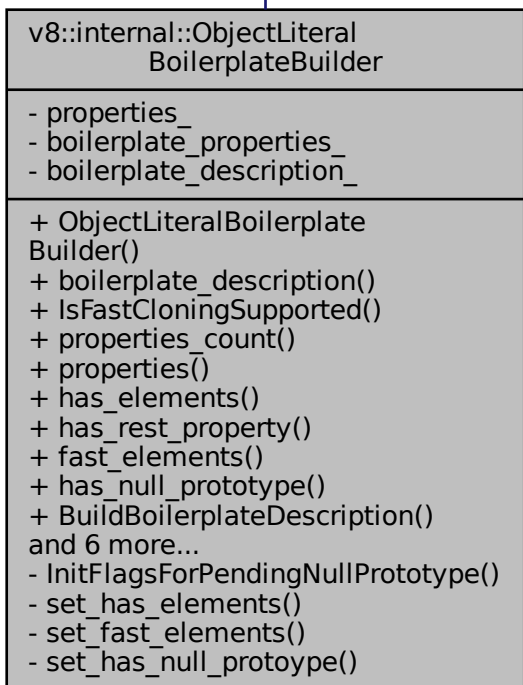 v8::internal::ObjectLiteral
BoilerplateBuilder
- properties_
- boilerplate_properties_
- boilerplate_description_
+ ObjectLiteralBoilerplate
Builder()
+ boilerplate_description()
+ IsFastCloningSupported()
+ properties_count()
+ properties()
+ has_elements()
+ has_rest_property()
+ fast_elements()
+ has_null_prototype()
+ BuildBoilerplateDescription()
and 6 more...
- InitFlagsForPendingNullPrototype()
- set_has_elements()
- set_fast_elements()
- set_has_null_protoype()